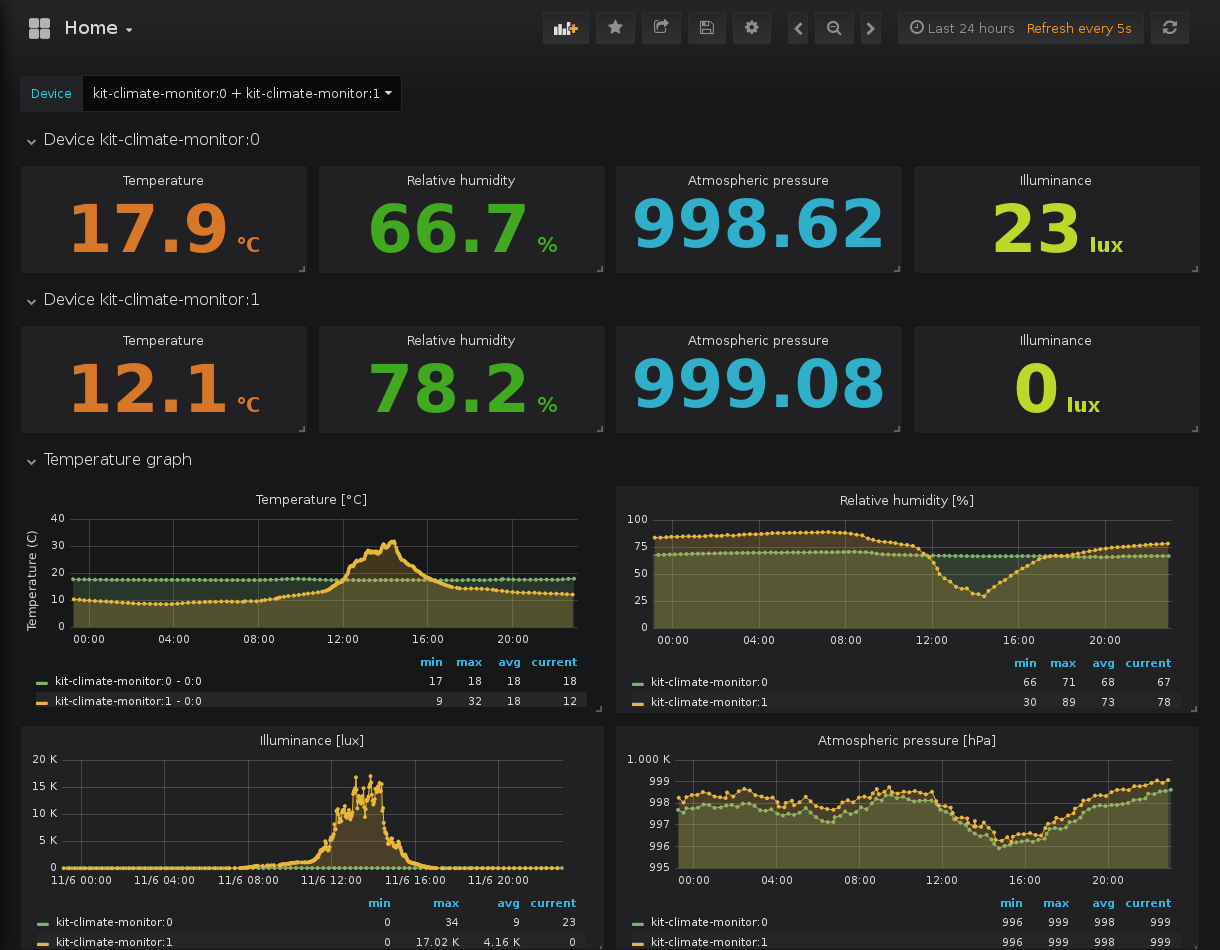 Home
Last 24 hours Refresh every 5s
Device kit-climate-monitor:0 + kit-climate-monitor:1
Device kit-climate-monitor:0
Temperature
17.9 °C
Relative humidity
66.7 %
Atmospheric pressure
998.62
Illuminance
23 lux
Device kit-climate-monitor:1
Temperature
12.1 °C
Relative humidity
78.2 %
Atmospheric pressure
999.08
Illuminance
0 lux
Temperature graph
Temperature [°C]
Temperature (C)
40
30
20
10
0
00:00 04:00 08:00 12:00 16:00 20:00
min max avg current
kit-climate-monitor:0 - 0:0 17 18 18 18
kit-climate-monitor:1 - 0:0 9 32 18 12
Relative humidity [%]
100
75
50
25
0
00:00 04:00 08:00 12:00 16:00 20:00
min max avg current
kit-climate-monitor:0 66 71 68 67
kit-climate-monitor:1 30 89 73 78
Illuminance [lux]
20 K
15 K
10 K
5 K
0
11/6 00:00 11/6 04:00 11/6 08:00 11/6 12:00 11/6 16:00 11/6 20:00
min max avg current
kit-climate-monitor:0 0 34 9 23
kit-climate-monitor:1 0 17.02 K 4.16 K 0
Atmospheric pressure [hPa]
1.000 K
999
998
997
996
995
00:00 04:00 08:00 12:00 16:00 20:00
min max avg current
kit-climate-monitor:0 996 999 998 999
kit-climate-monitor:1 996 999 998 999